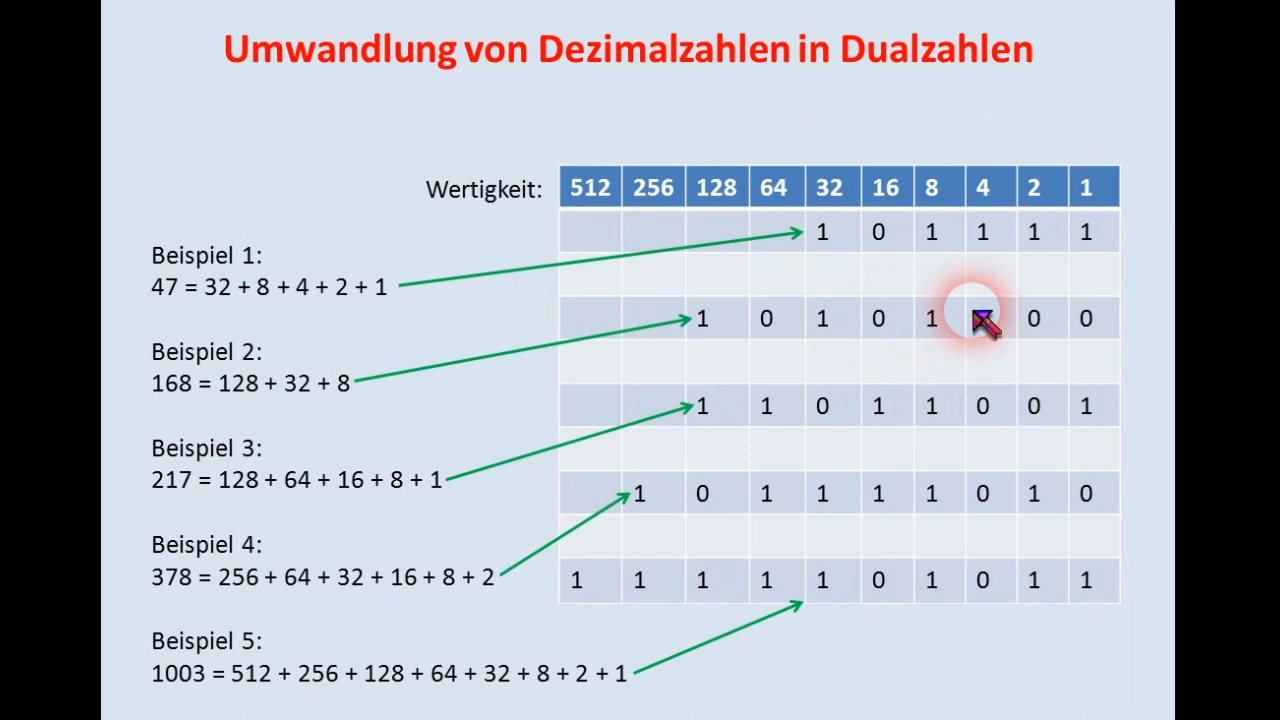 Umwandlung von Dezimalzahlen in Dualzahlen
Wertigkeit: 512 256 128 64 32 16 8 4 2 1
1 0 1 1 1 1
Beispiel 1:
47 = 32 + 8 + 4 + 2 + 1
1 0 1 0 1 0 0
Beispiel 2:
168 = 128 + 32 + 8
1 1 0 1 1 0 0 1
Beispiel 3:
217 = 128 + 64 + 16 + 8 + 1
1 0 1 1 1 1 0 1 0
Beispiel 4:
378 = 256 + 64 + 32 + 16 + 8 + 2
1 1 1 1 1 0 1 0 1 1
Beispiel 5:
1003 = 512 + 256 + 128 + 64 + 32 + 8 + 2 + 1